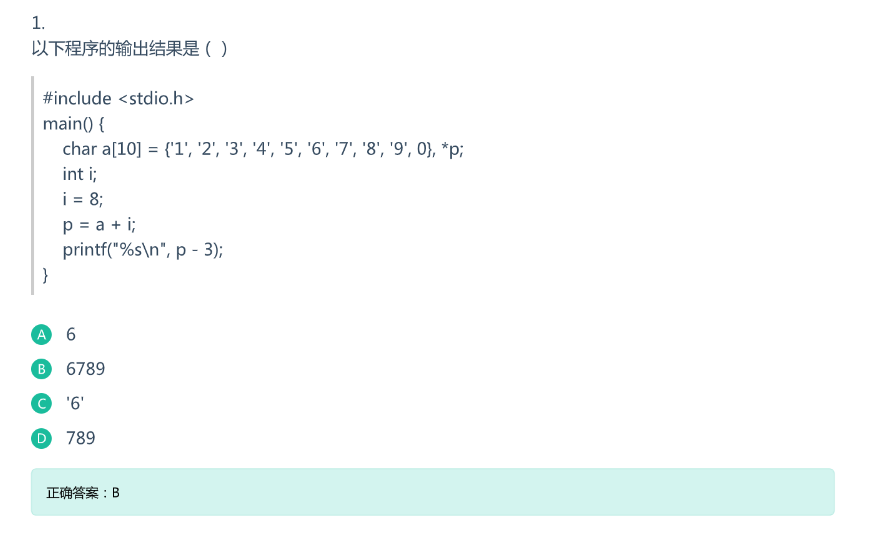 1.
以下程序的输出结果是 ( )
#include <stdio.h>
main() {
char a[10] = {'1', '2', '3', '4', '5', '6', '7', '8', '9', 0}, *p;
int i;
i = 8;
p = a + i;
printf("%s\n", p - 3);
}
A 6
B 6789
C '6'
D 789
正确答案：B